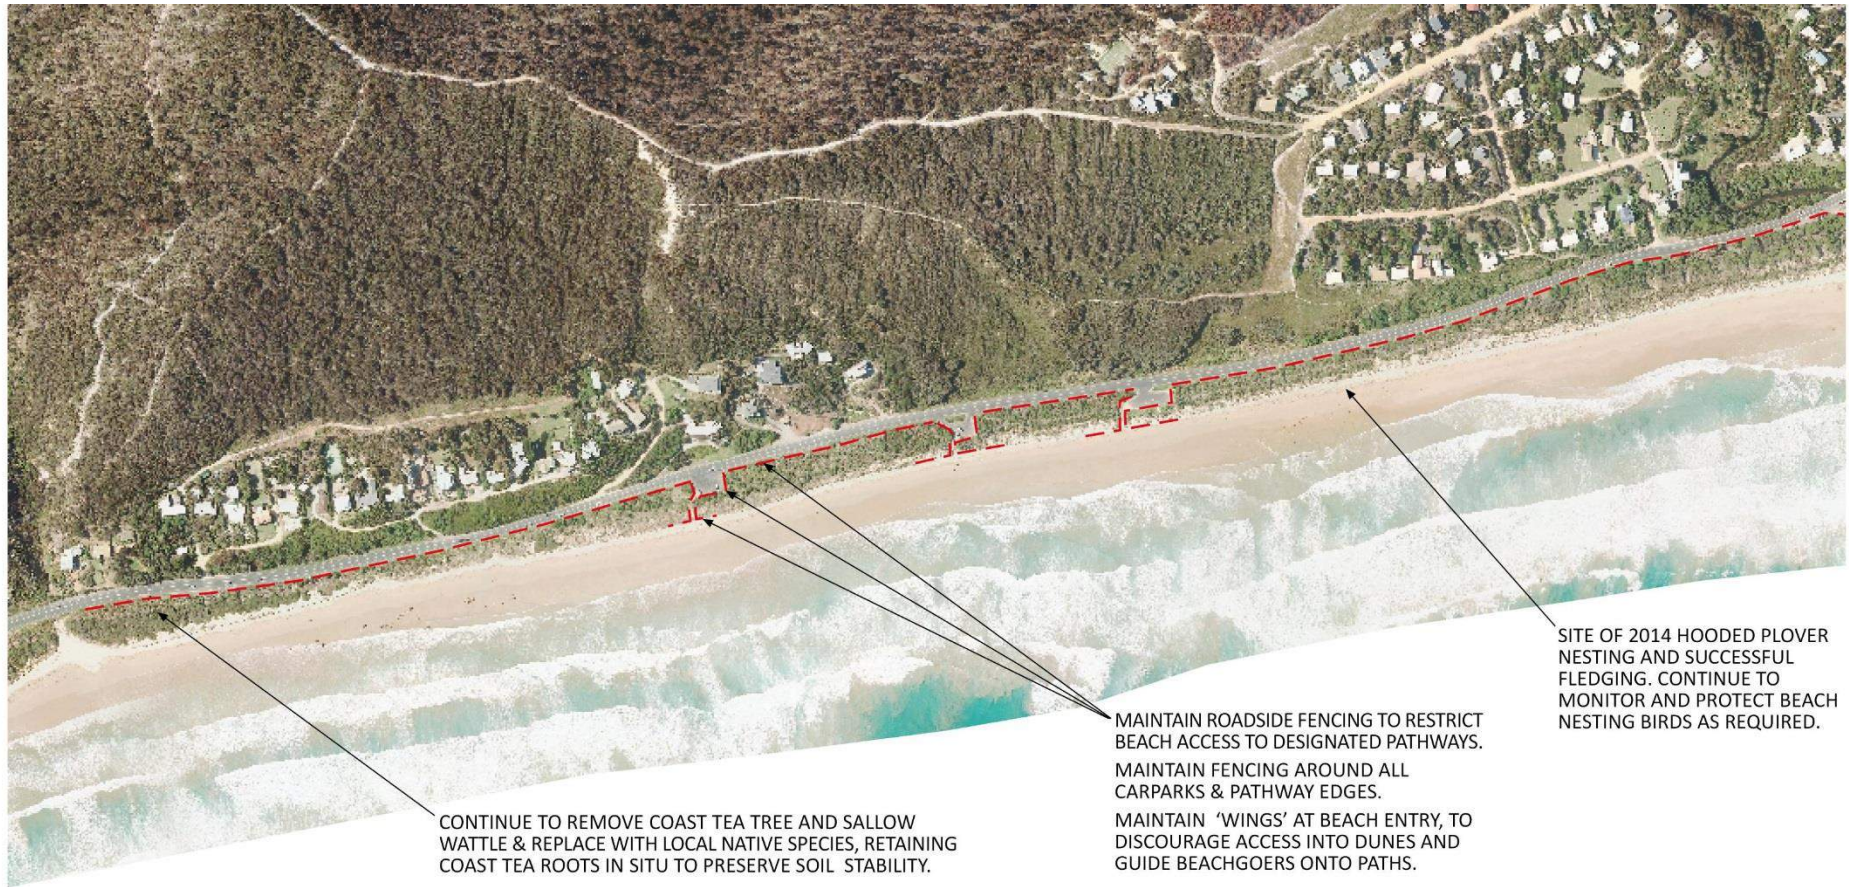 SITE OF 2014 HOODED PLOVER
NESTING AND SUCCESSFUL
FLEDGING. CONTINUE TO
MONITOR AND PROTECT BEACH
NESTING BIRDS AS REQUIRED.
MAINTAIN ROADSIDE FENCING TO RESTRICT
BEACH ACCESS TO DESIGNATED PATHWAYS.
MAINTAIN FENCING AROUND ALL
CARPARKS & PATHWAY EDGES.
MAINTAIN ‘WINGS’ AT BEACH ENTRY, TO
DISCOURAGE ACCESS INTO DUNES AND
GUIDE BEACHGOERS ONTO PATHS.
CONTINUE TO REMOVE COAST TEA TREE AND SALLOW
WATTLE & REPLACE WITH LOCAL NATIVE SPECIES, RETAINING
COAST TEA ROOTS IN SITU TO PRESERVE SOIL STABILITY.